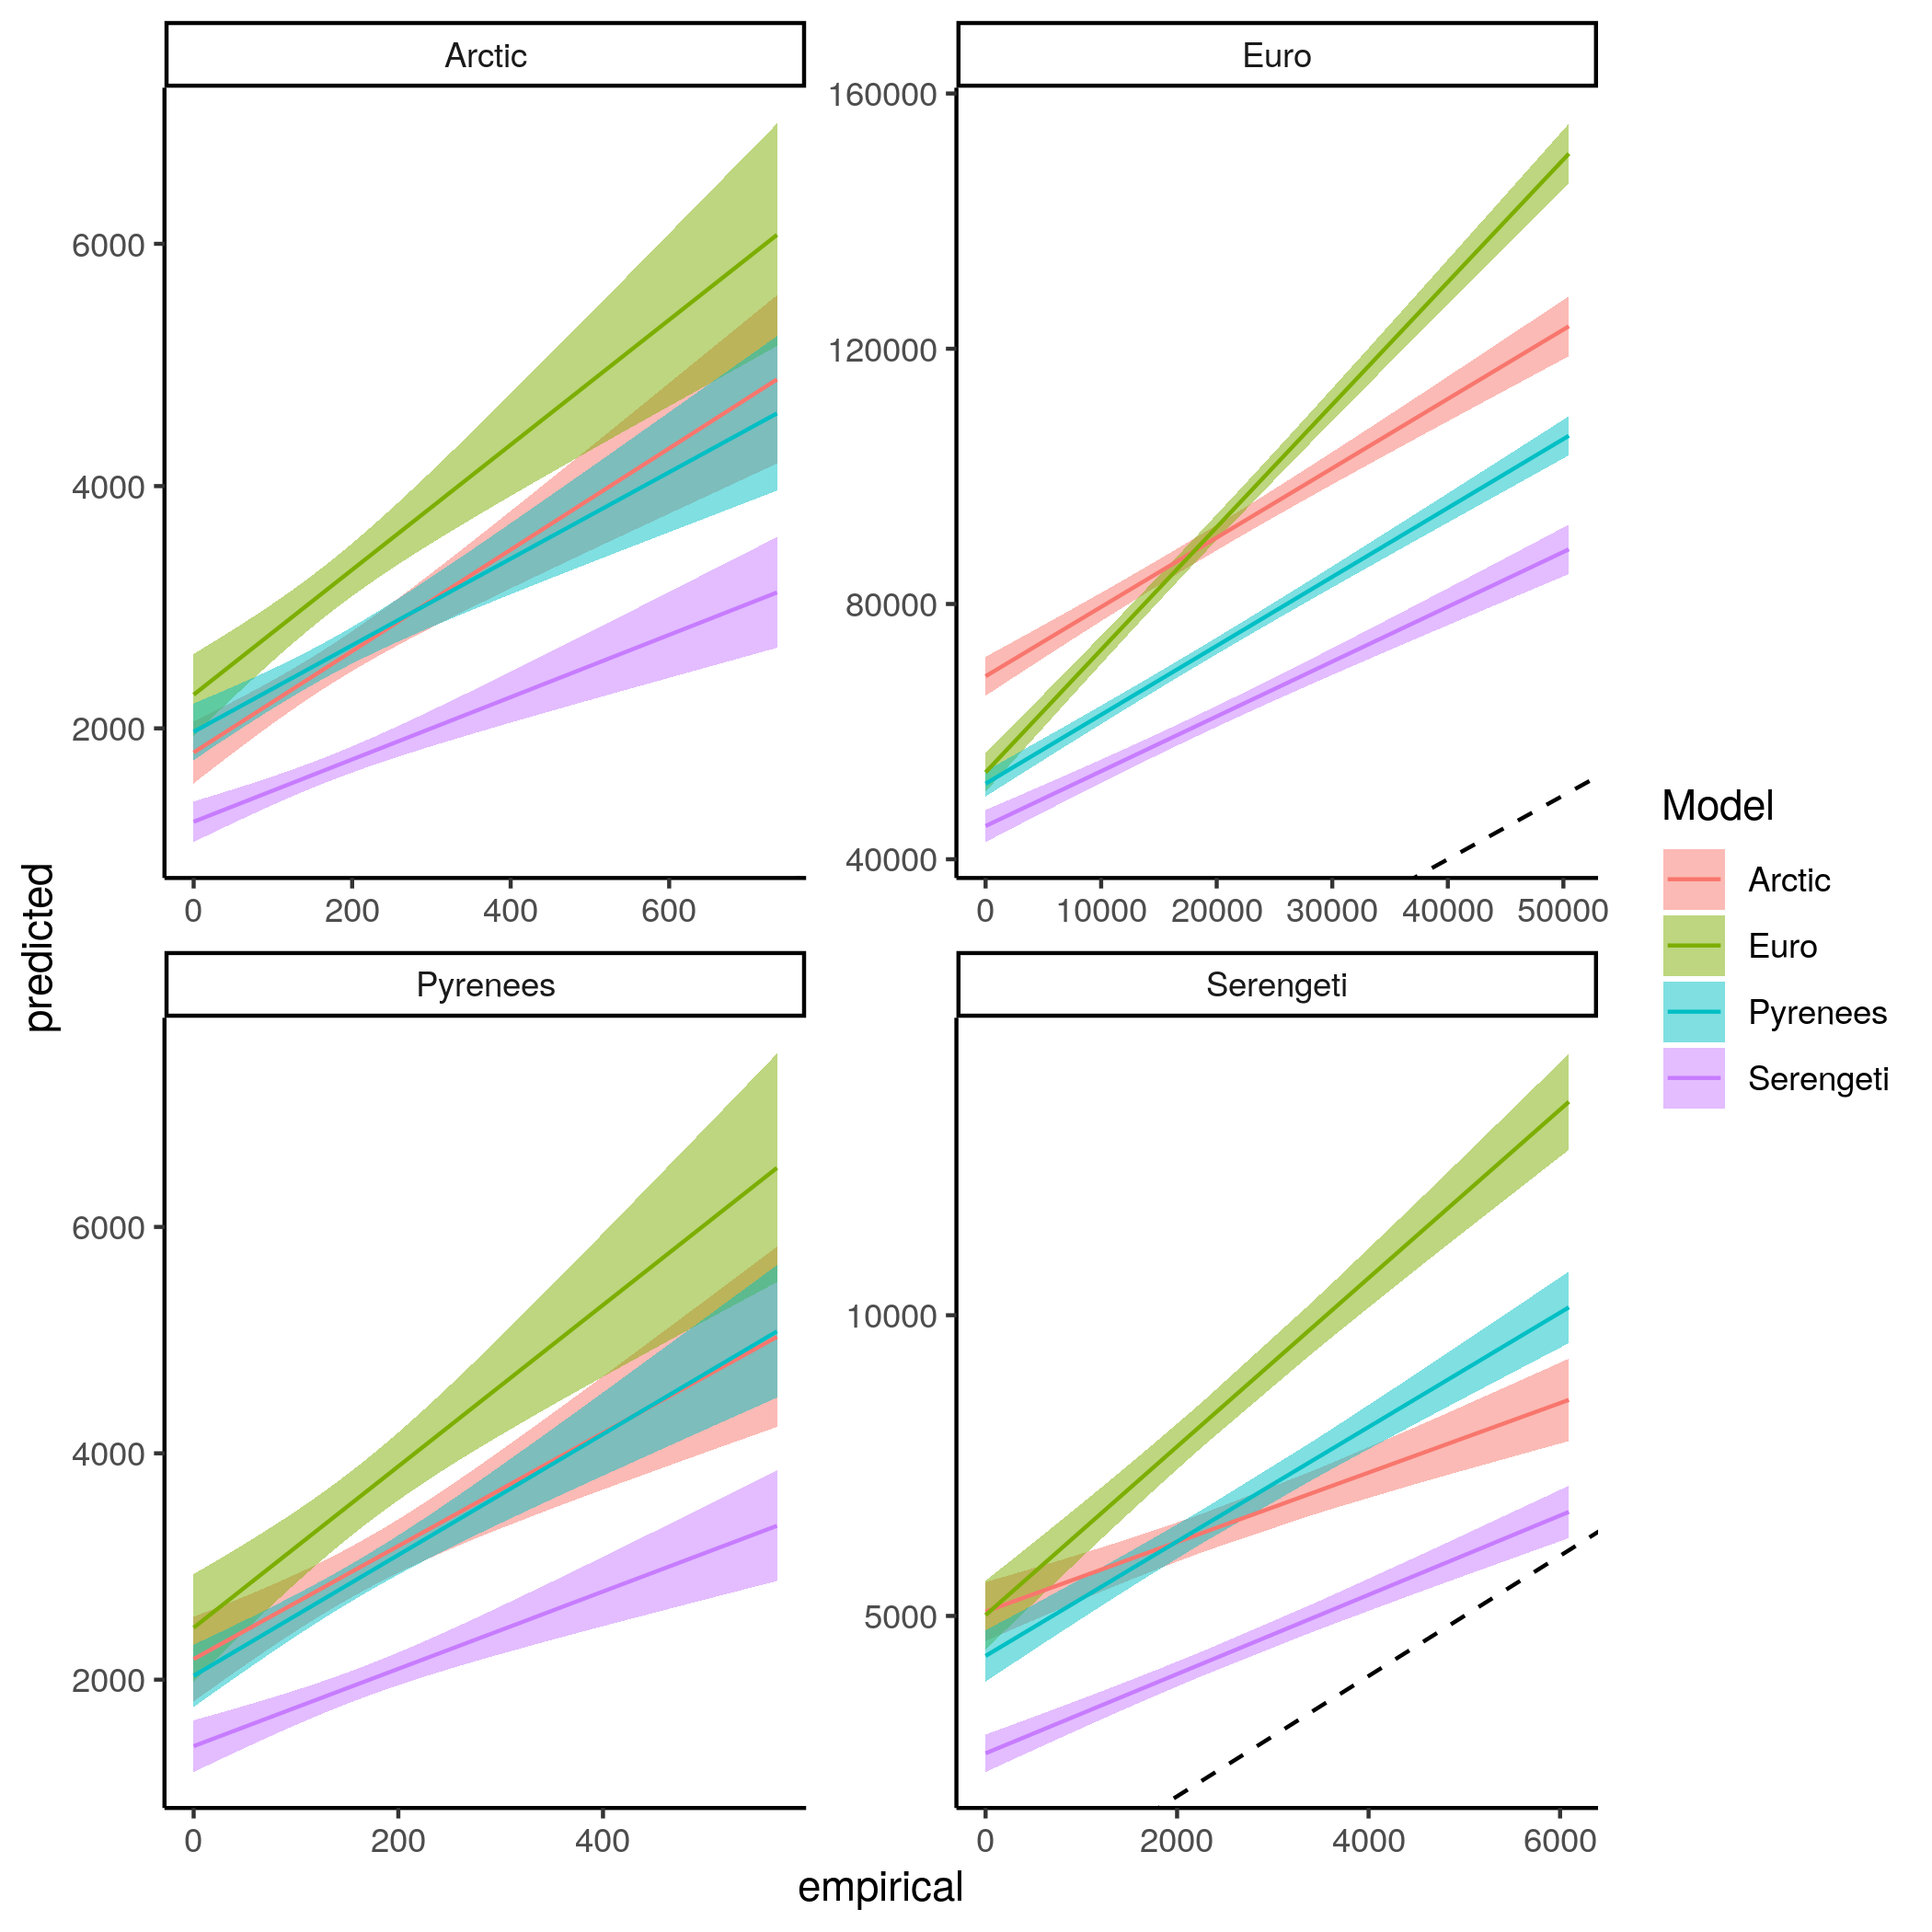 Arctic
Euro
160000
120000
80000
40000
6000
4000
2000
0 200 400 600
0 10000 20000 30000 40000 50000
predicted
Pyrenees
Serengeti
6000
4000
2000
10000
5000
0 200 400
0 2000 4000 6000
empirical
Model
Arctic
Euro
Pyrenees
Serengeti